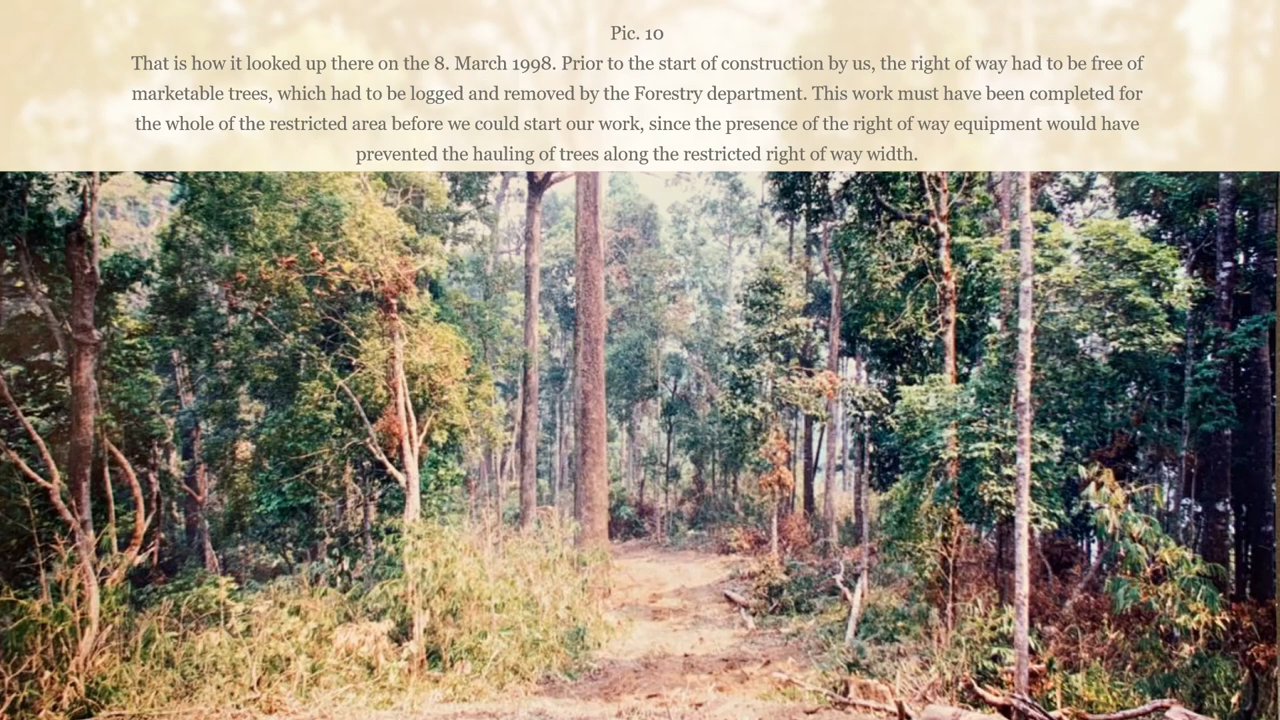 Pic. 10
That is how it looked up there on the 8. March 1998. Prior to the start of construction by us, the right of way had to be free of
marketable trees, which had to be logged and removed by the Forestry department. This work must have been completed for
the whole of the restricted area before we could start our work, since the presence of the right of way equipment would have
prevented the hauling of trees along the restricted right of way width.